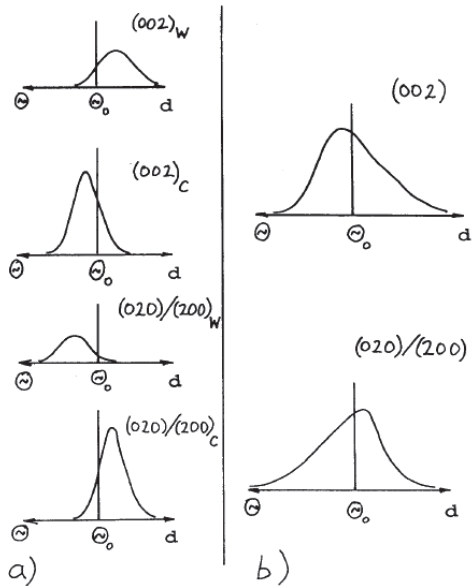 (002)W
Θ Θo d
(002)C
Θ Θo d
(020)/(200)W
Θ Θo d
(020)/(200)C
Θ Θo d
a)
(002)
Θ Θo d
(020)/(200)
Θ Θo d
b)